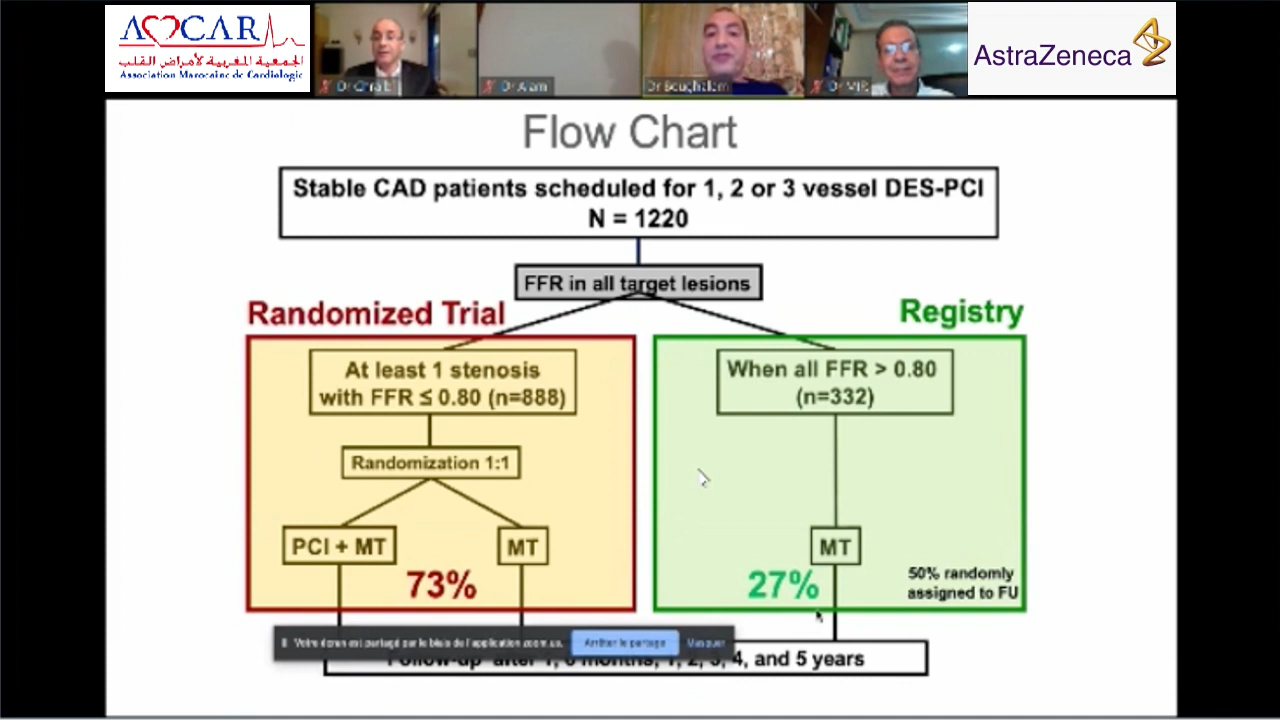 AMCAR
الجمعية المغربية لأمراض القلب
Association Marocaine de Cardiologie
Dr Chraibi
Dr Alami
Dr Boughalem
Dr MIR
AstraZeneca
Flow Chart
Stable CAD patients scheduled for 1, 2 or 3 vessel DES-PCI
N = 1220
FFR in all target lesions
Randomized Trial
Registry
At least 1 stenosis
with FFR ≤ 0.80 (n=888)
When all FFR > 0.80
(n=332)
Randomization 1:1
PCI + MT
MT
MT
73%
27%
50% randomly
assigned to FU
Votre écran est partagé par le biais de l'application zoom.us.
Arrêter le partage
Masquer
Follow-up after 1, 6 months, 1, 2, 3, 4, and 5 years